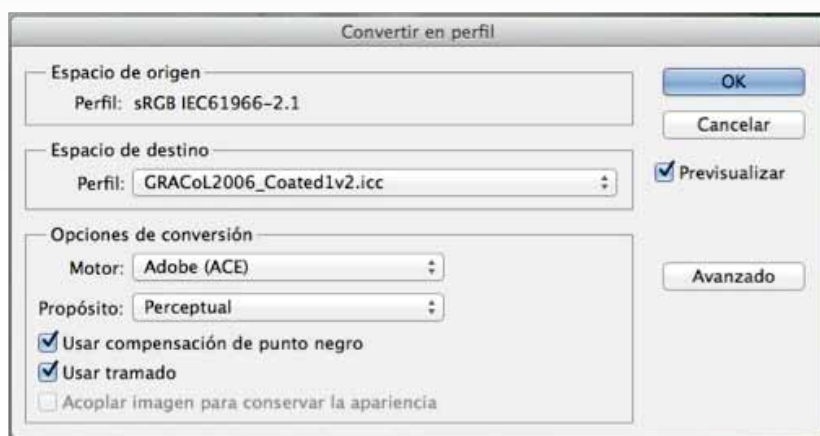 Convertir en perfil
Espacio de origen
Perfil: sRGB IEC61966-2.1
Espacio de destino
Perfil: GRACoL2006_Coated1v2.icc
Opciones de conversión
Motor: Adobe (ACE)
Propósito: Perceptual
Usar compensación de punto negro
Usar tramado
Acoplar imagen para conservar la apariencia
OK
Cancelar
Previsualizar
Avanzado